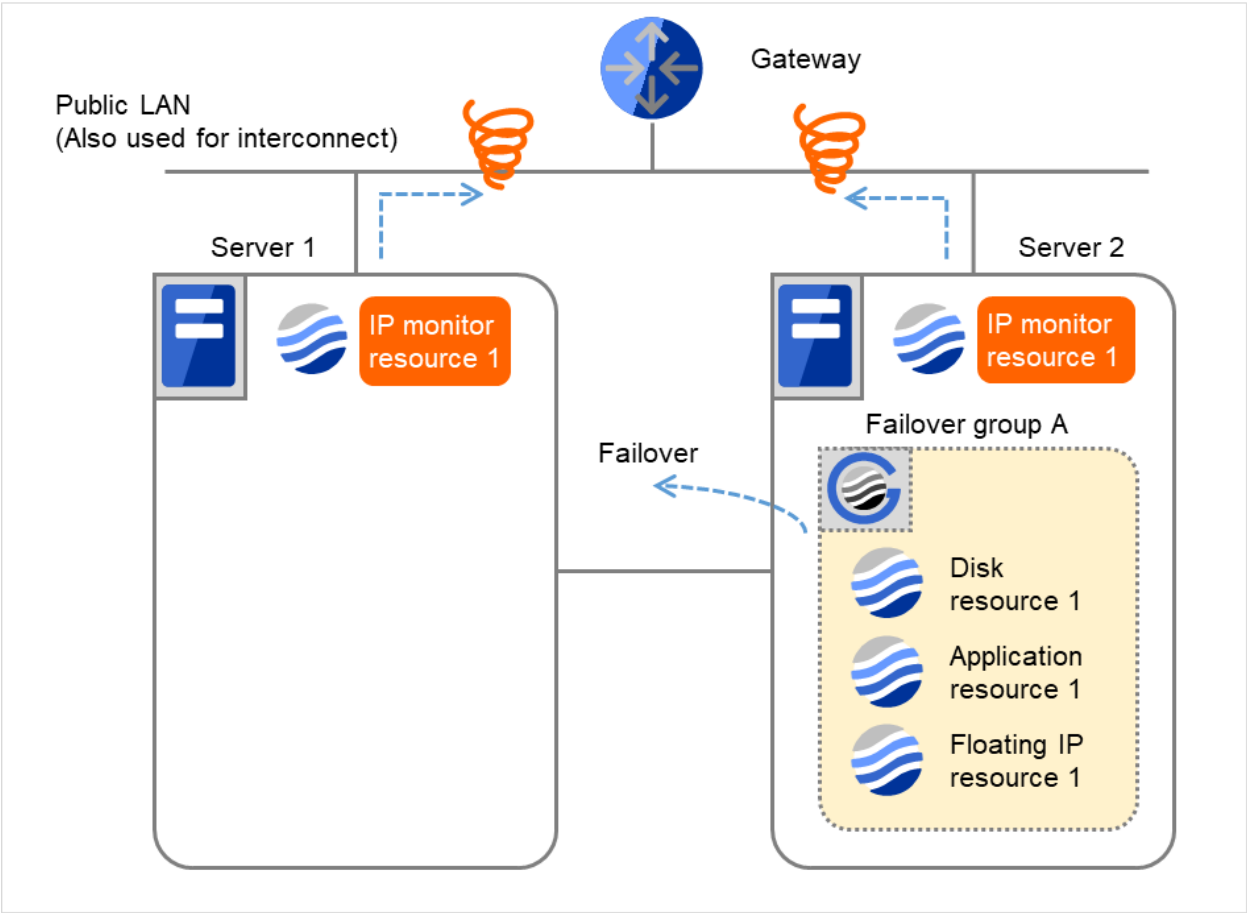 Gateway
Public LAN
(Also used for interconnect)
Server 1
Server 2
IP monitor
resource 1
IP monitor
resource 1
Failover group A
Failover
Disk
resource 1
Application
resource 1
Floating IP
resource 1